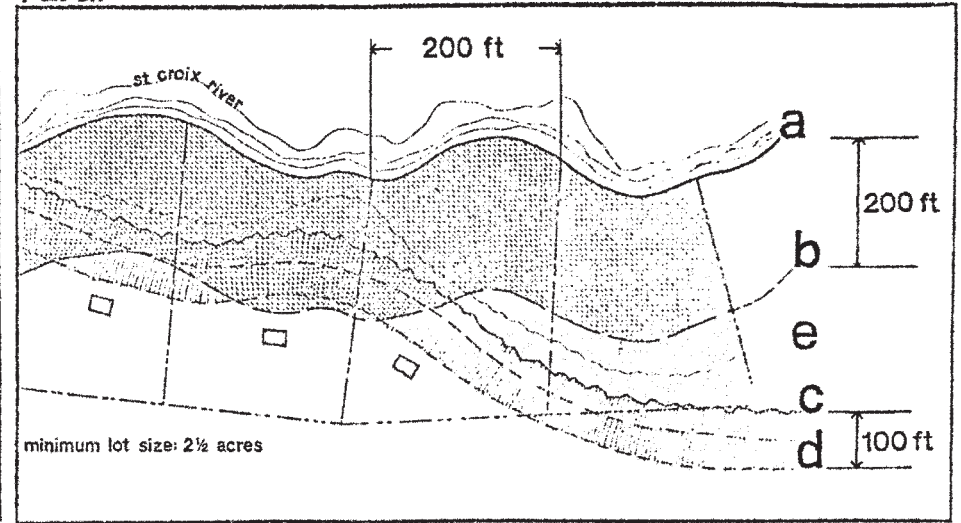 200 ft
st croix river
a
200 ft
b
e
c
d
100 ft
minimum lot size: 2½ acres